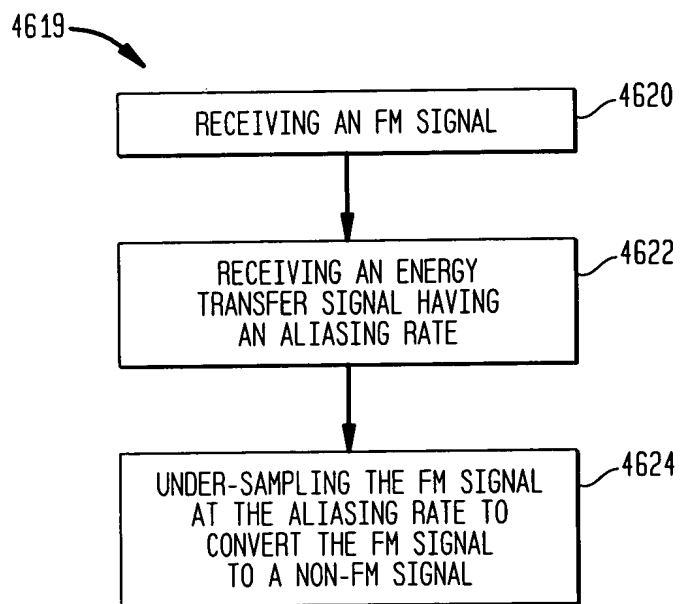 4619
RECEIVING AN FM SIGNAL
4620
RECEIVING AN ENERGY
TRANSFER SIGNAL HAVING
AN ALIASING RATE
4622
UNDER-SAMPLING THE FM SIGNAL
AT THE ALIASING RATE TO
CONVERT THE FM SIGNAL
TO A NON-FM SIGNAL
4624